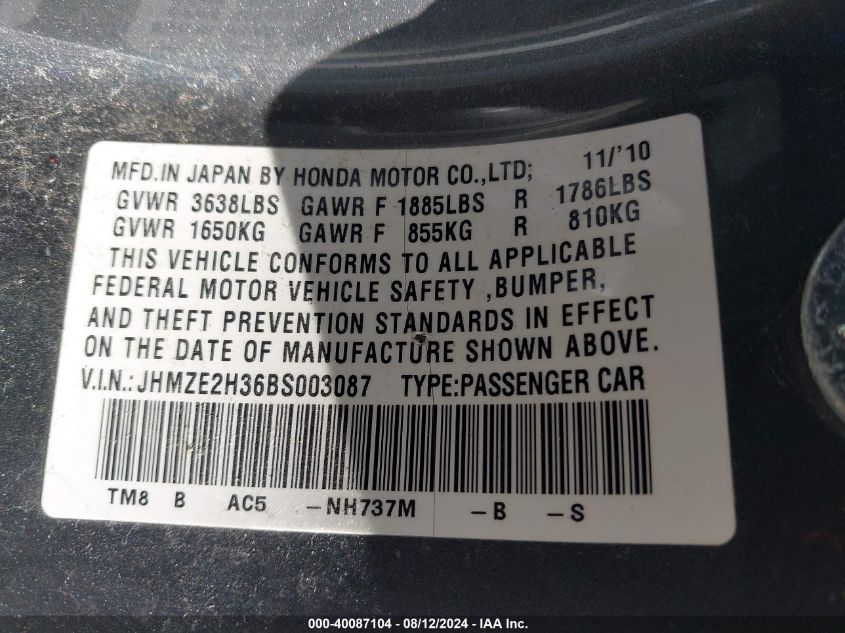 MFD.IN JAPAN BY HONDA MOTOR CO.,LTD; 11/'10
GVWR 3638LBS GAWR F 1885LBS R 1786LBS
GVWR 1650KG GAWR F 855KG R 810KG
THIS VEHICLE CONFORMS TO ALL APPLICABLE
FEDERAL MOTOR VEHICLE SAFETY ,BUMPER,
AND THEFT PREVENTION STANDARDS IN EFFECT
ON THE DATE OF MANUFACTURE SHOWN ABOVE.
V.I.N.: JHMZE2H36BS003087 TYPE:PASSENGER CAR
TM8 B AC5 -NH737M -B -S
000-40087104 - 08/12/2024 - IAA Inc.